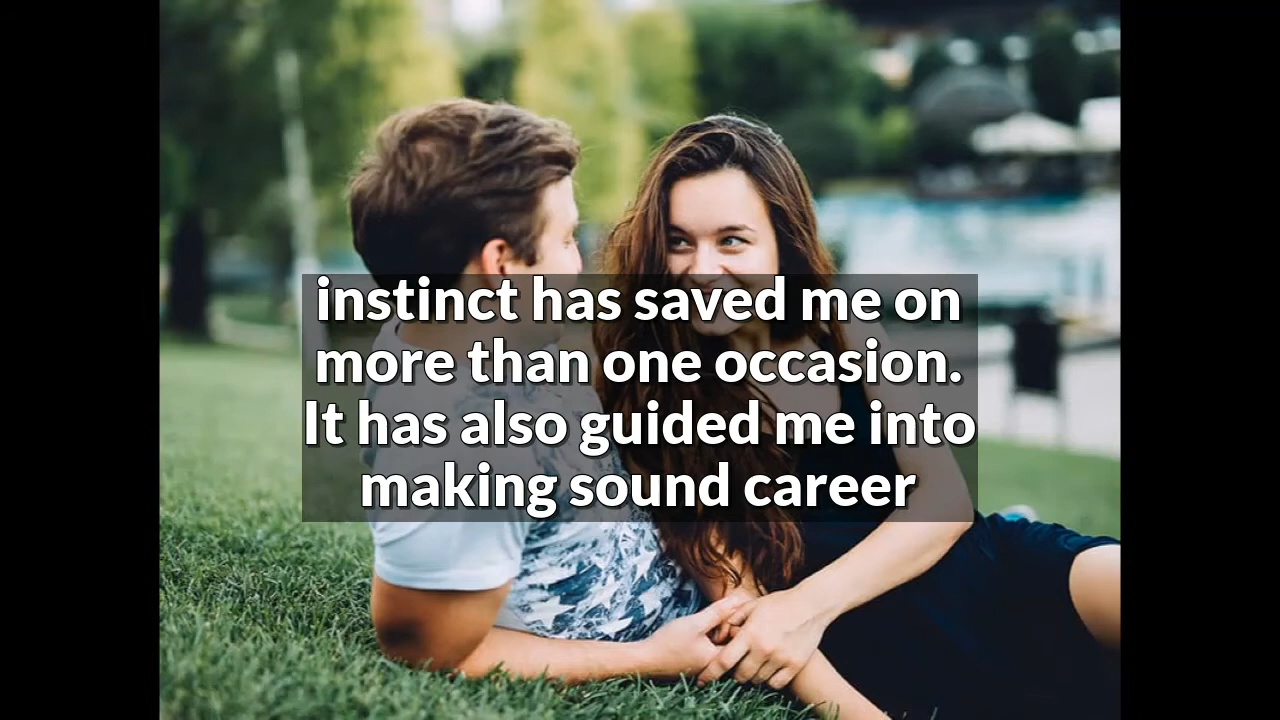 instinct has saved me on
more than one occasion.
It has also guided me into
making sound career